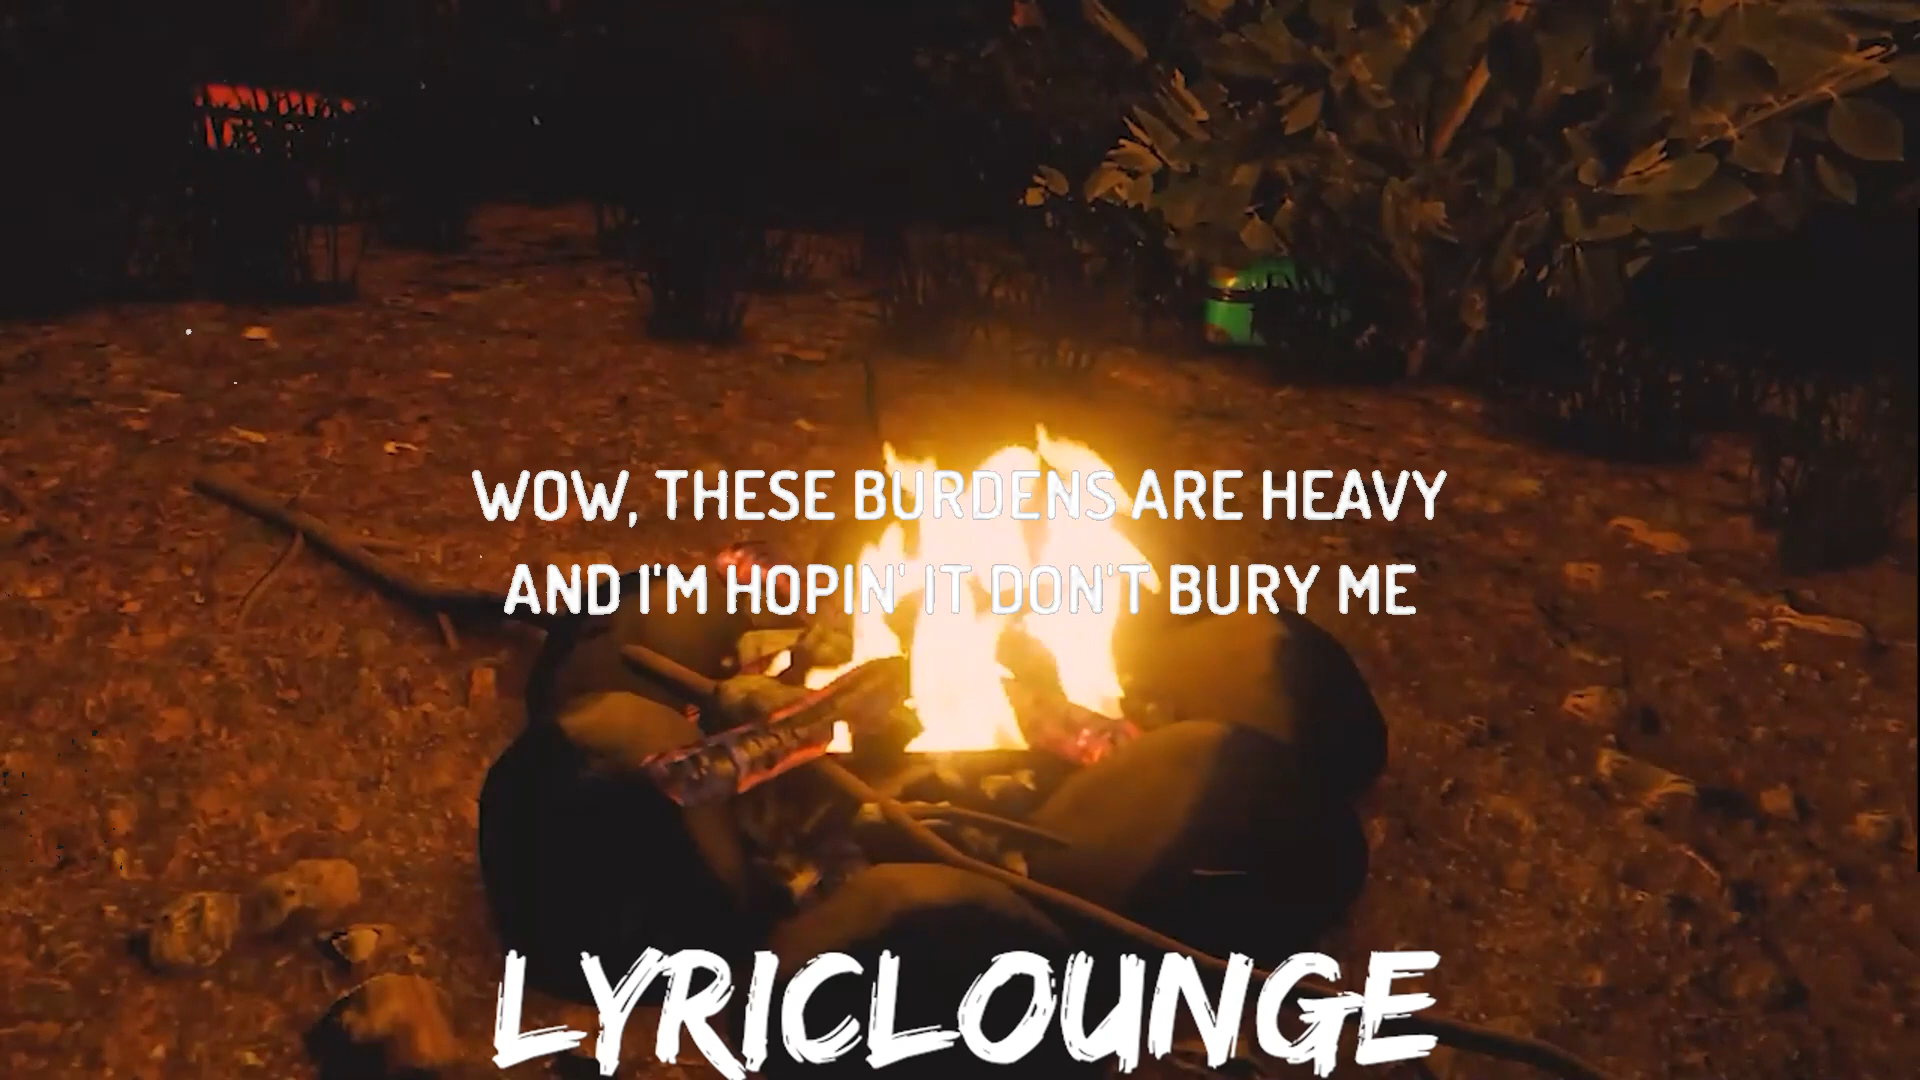 WOW, THESE BURDENS ARE HEAVY
AND I'M HOPIN' IT DON'T BURY ME
LYRICLOUNGE